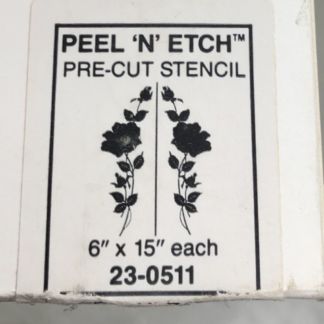 PEEL 'N' ETCH™
PRE-CUT STENCIL
6" x 15" each
23-0511